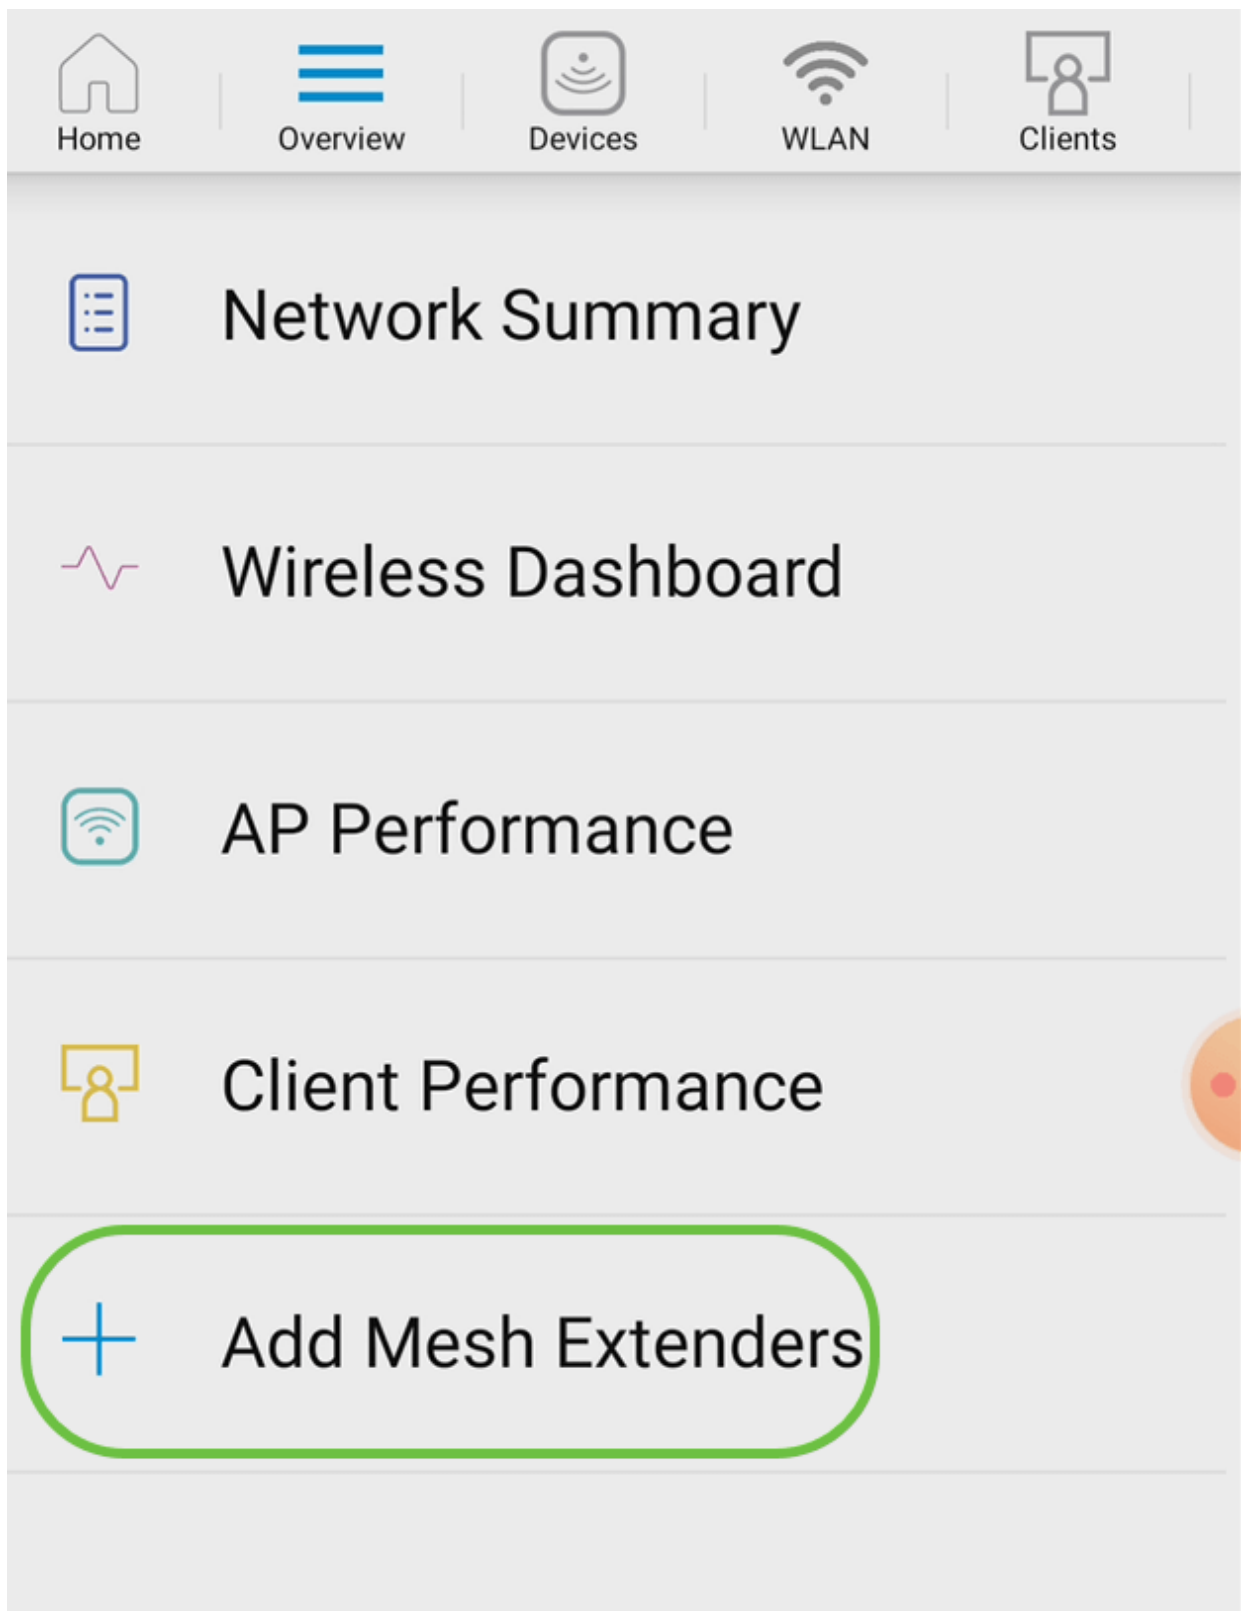 Home
Overview
Devices
WLAN
Clients
Network Summary
Wireless Dashboard
AP Performance
Client Performance
Add Mesh Extenders